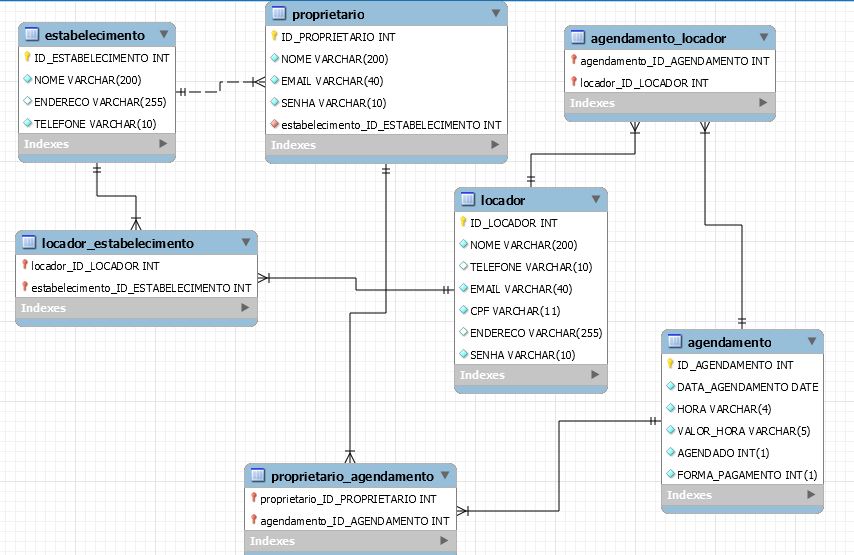 estabelecimento
ID_ESTABELECIMENTO INT
NOME VARCHAR(200)
ENDERECO VARCHAR(255)
TELEFONE VARCHAR(10)
Indexes
proprietario
ID_PROPRIETARIO INT
NOME VARCHAR(200)
EMAIL VARCHAR(40)
SENHA VARCHAR(10)
estabelecimento_ID_ESTABELECIMENTO INT
Indexes
agendamento_locador
agendamento_ID_AGENDAMENTO INT
locador_ID_LOCADOR INT
Indexes
locador_estabelecimento
locador_ID_LOCADOR INT
estabelecimento_ID_ESTABELECIMENTO INT
Indexes
locador
ID_LOCADOR INT
NOME VARCHAR(200)
TELEFONE VARCHAR(10)
EMAIL VARCHAR(40)
CPF VARCHAR(11)
ENDERECO VARCHAR(255)
SENHA VARCHAR(10)
Indexes
agendamento
ID_AGENDAMENTO INT
DATA_AGENDAMENTO DATE
HORA VARCHAR(4)
VALOR_HORA VARCHAR(5)
AGENDADO INT(1)
FORMA_PAGAMENTO INT(1)
Indexes
proprietario_agendamento
proprietario_ID_PROPRIETARIO INT
agendamento_ID_AGENDAMENTO INT
Indexes